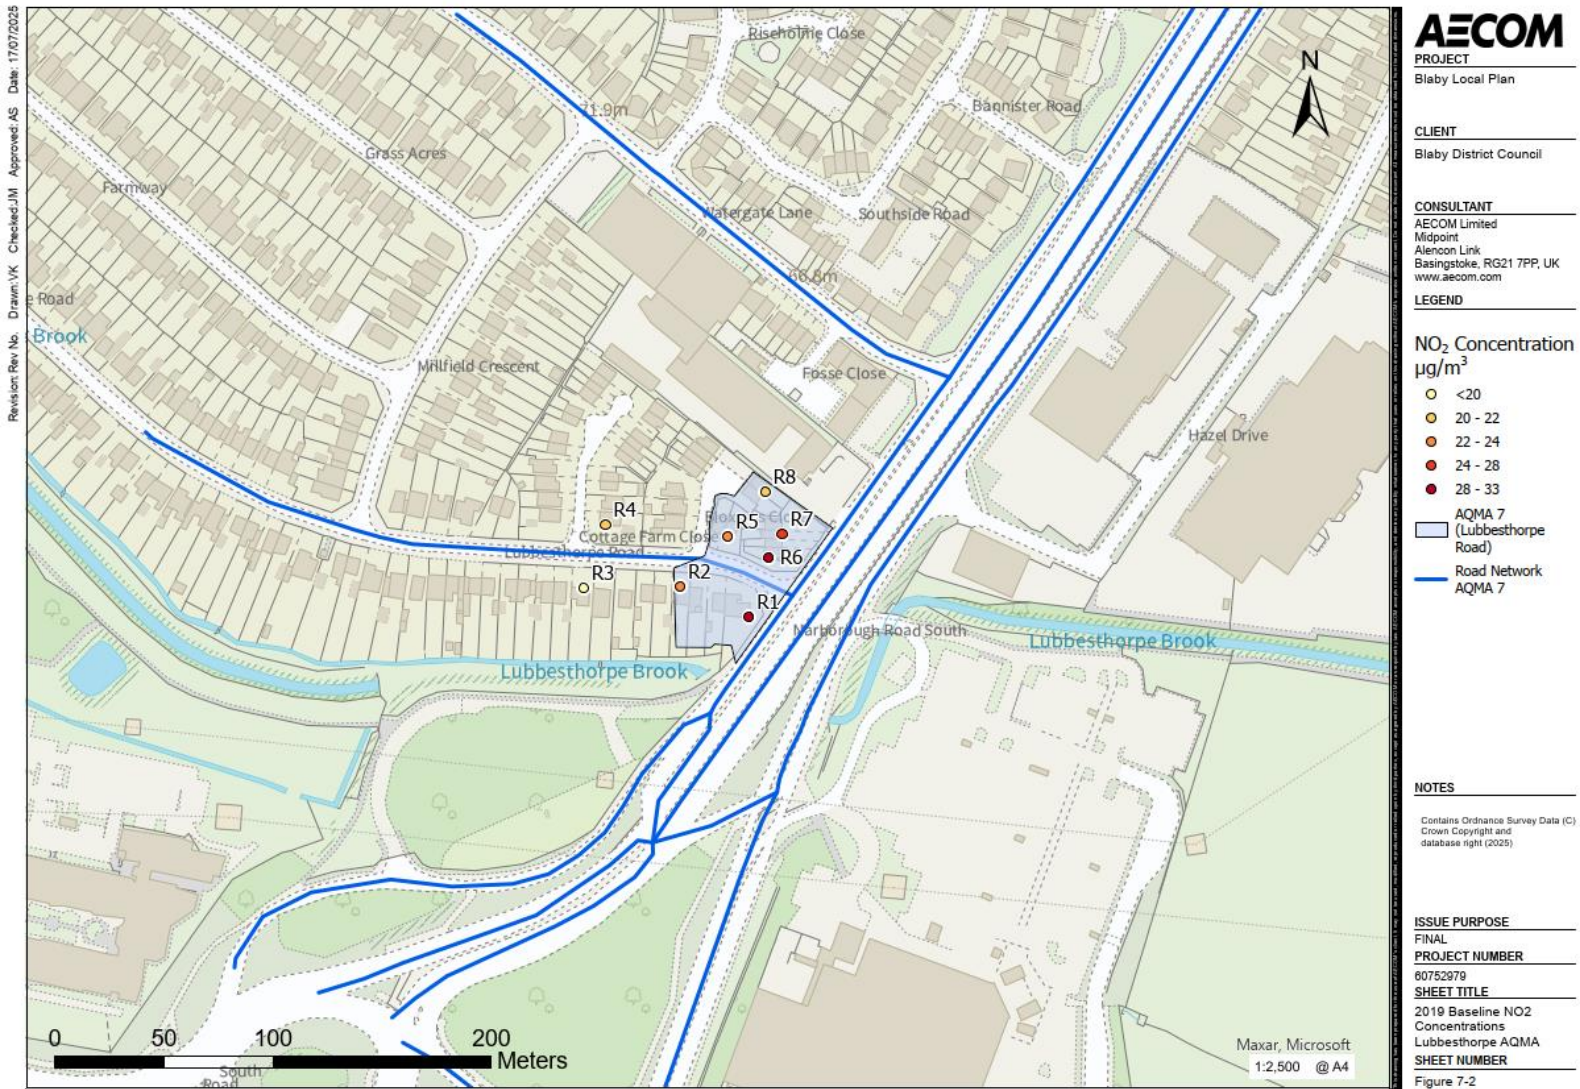 Revision: Rev No. Drawn: VK Checked: JM Approved: AS Date: 17/07/2025
Riseholme Close
N
71.9m
Bannister Road
Grass Acres
Farmway
Watergate Lane
Southside Road
66.8m
e Road
Brook
Millfield Crescent
Fosse Close
Hazel Drive
R8
R4
R5
R7
Cottage Farm Close
Lubbesthorpe Road
R6
R3
R2
R1
Narborough Road South
Lubbesthorpe Brook
Lubbesthorpe Brook
0 50 100 200
Meters
South
Road
Maxar, Microsoft
1:2,500 @ A4
AECOM
PROJECT
Blaby Local Plan
CLIENT
Blaby District Council
CONSULTANT
AECOM Limited
Midpoint
Alencon Link
Basingstoke, RG21 7PP, UK
www.aecom.com
LEGEND
NO₂ Concentration
µg/m³
<20
20 - 22
22 - 24
24 - 28
28 - 33
AQMA 7
(Lubbesthorpe
Road)
Road Network
AQMA 7
NOTES
Contains Ordnance Survey Data (C)
Crown Copyright and
database right (2025)
ISSUE PURPOSE
FINAL
PROJECT NUMBER
60752979
SHEET TITLE
2019 Baseline NO2
Concentrations
Lubbesthorpe AQMA
SHEET NUMBER
Figure 7-2